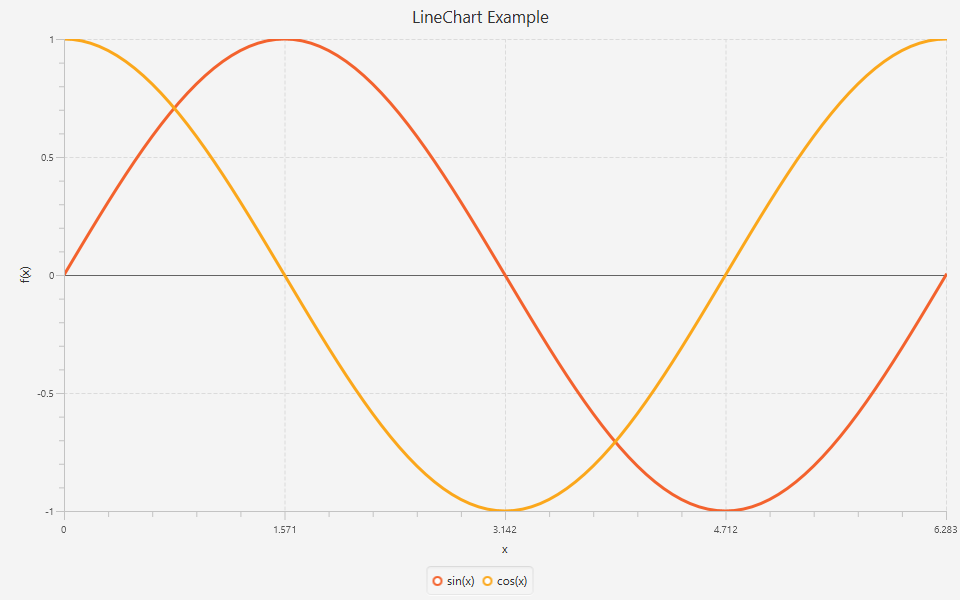 LineChart Example
1
0.5
0
-0.5
-1
f(x)
0 1.571 3.142 4.712 6.283
x
sin(x) cos(x)